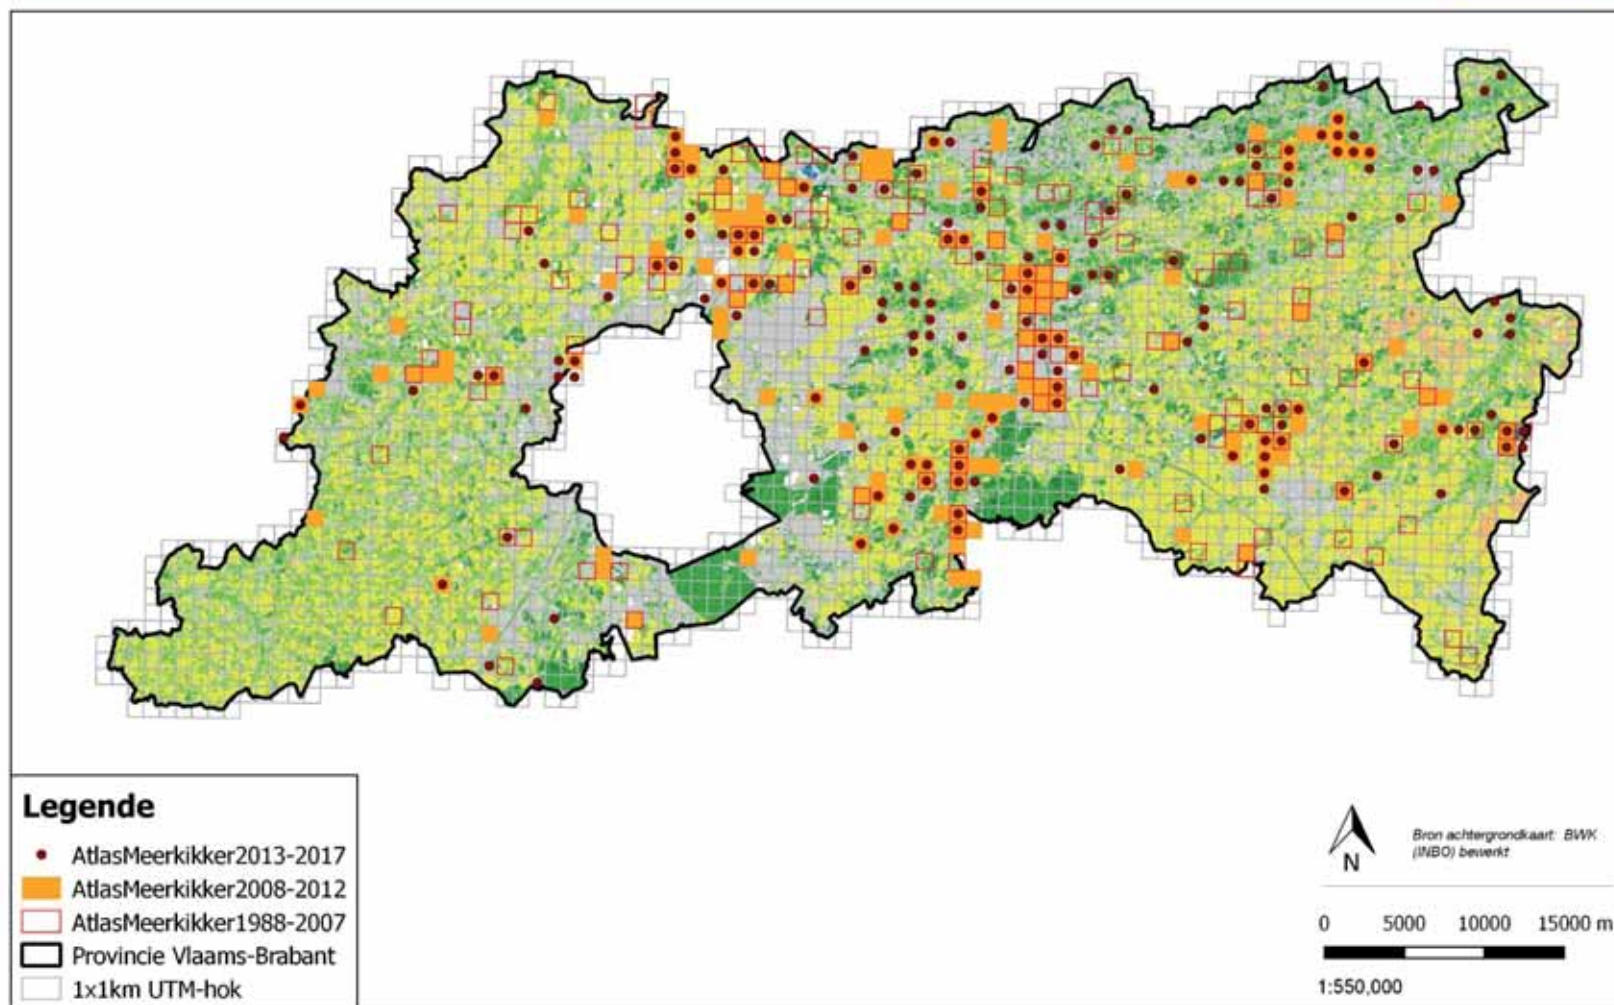 Legende
AtlasMeerkikker2013-2017
AtlasMeerkikker2008-2012
AtlasMeerkikker1988-2007
Provincie Vlaams-Brabant
1x1km UTM-hok
N
Bron achtergrondkaart: BWK
(INBO) bewerkt
0 5000 10000 15000 m
1:550,000